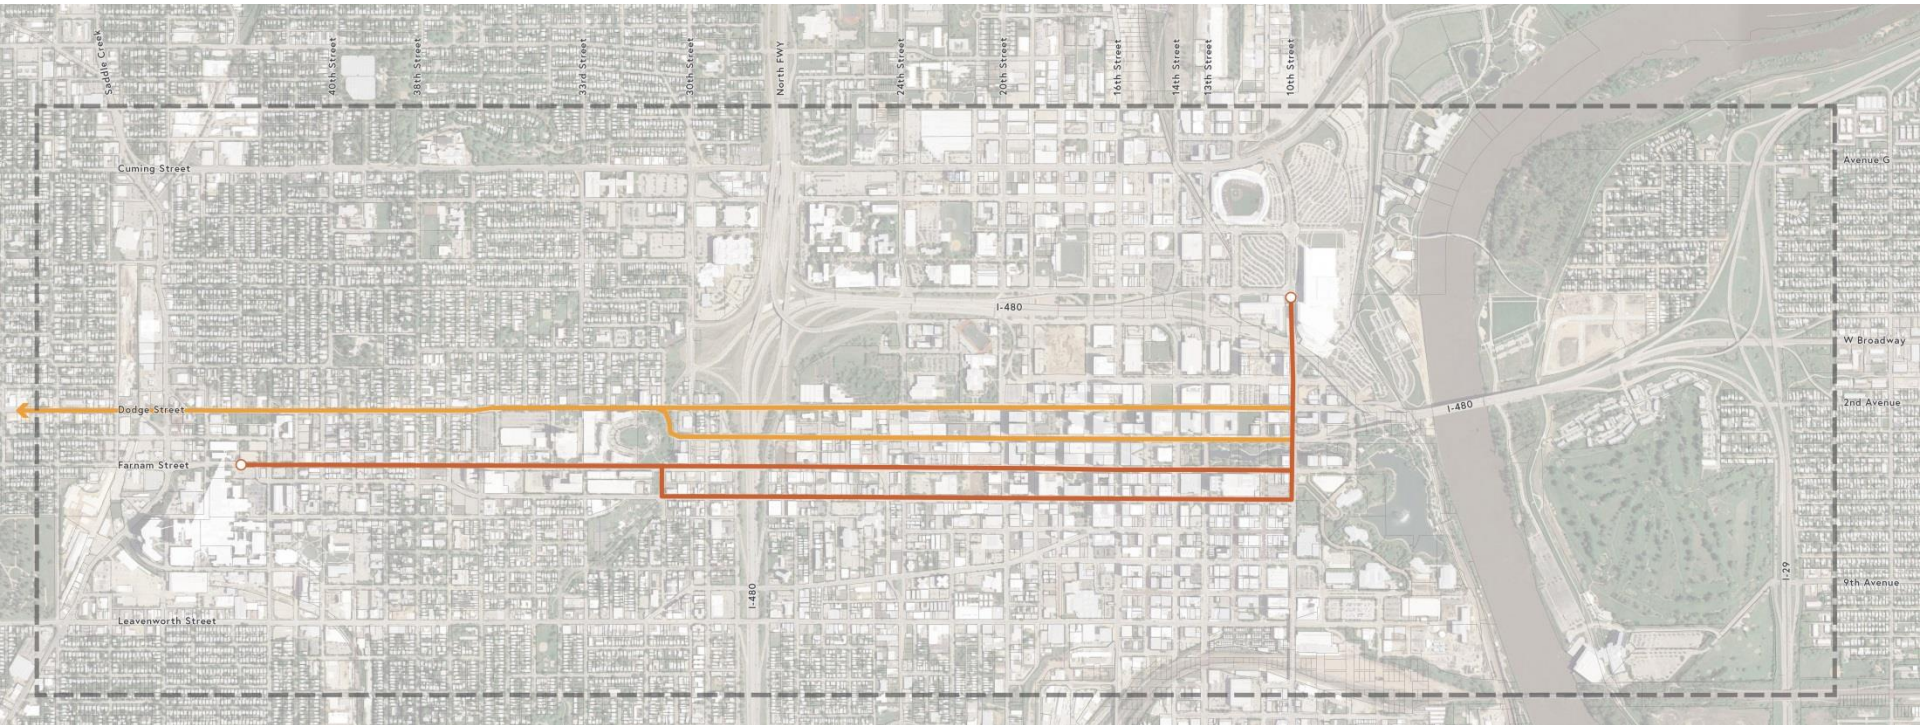 Saddle Creek
40th Street
38th Street
33rd Street
30th Street
North FWY
24th Street
20th Street
16th Street
14th Street
13th Street
10th Street
Cuming Street
Avenue G
I-480
W Broadway
2nd Avenue
I-480
Dodge Street
Farnam Street
I-29
9th Avenue
I-480
Leavenworth Street